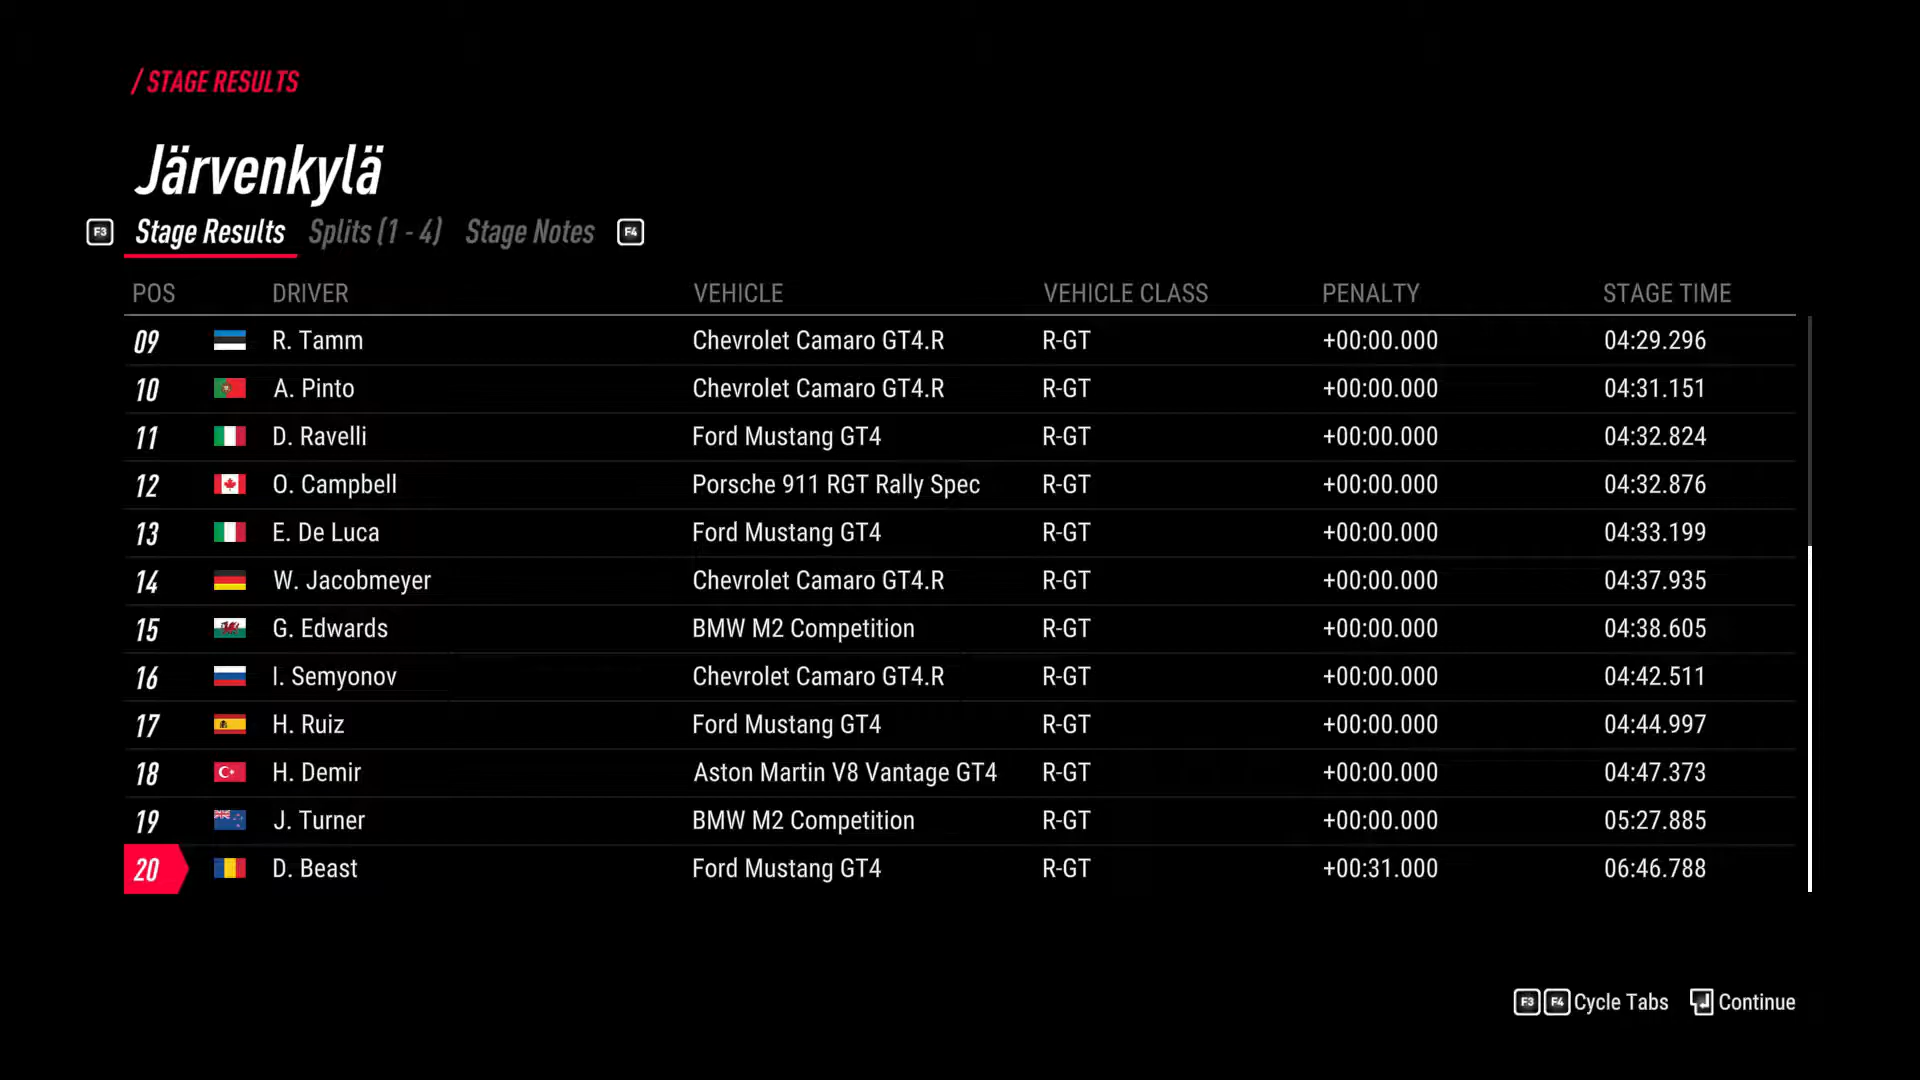 / STAGE RESULTS
Järvenkylä
F3 Stage Results Splits (1 - 4) Stage Notes F4
POS DRIVER VEHICLE VEHICLE CLASS PENALTY STAGE TIME
09 R. Tamm Chevrolet Camaro GT4.R R-GT +00:00.000 04:29.296
10 A. Pinto Chevrolet Camaro GT4.R R-GT +00:00.000 04:31.151
11 D. Ravelli Ford Mustang GT4 R-GT +00:00.000 04:32.824
12 O. Campbell Porsche 911 RGT Rally Spec R-GT +00:00.000 04:32.876
13 E. De Luca Ford Mustang GT4 R-GT +00:00.000 04:33.199
14 W. Jacobmeyer Chevrolet Camaro GT4.R R-GT +00:00.000 04:37.935
15 G. Edwards BMW M2 Competition R-GT +00:00.000 04:38.605
16 I. Semyonov Chevrolet Camaro GT4.R R-GT +00:00.000 04:42.511
17 H. Ruiz Ford Mustang GT4 R-GT +00:00.000 04:44.997
18 H. Demir Aston Martin V8 Vantage GT4 R-GT +00:00.000 04:47.373
19 J. Turner BMW M2 Competition R-GT +00:00.000 05:27.885
20 D. Beast Ford Mustang GT4 R-GT +00:31.000 06:46.788
F3 F4 Cycle Tabs Continue